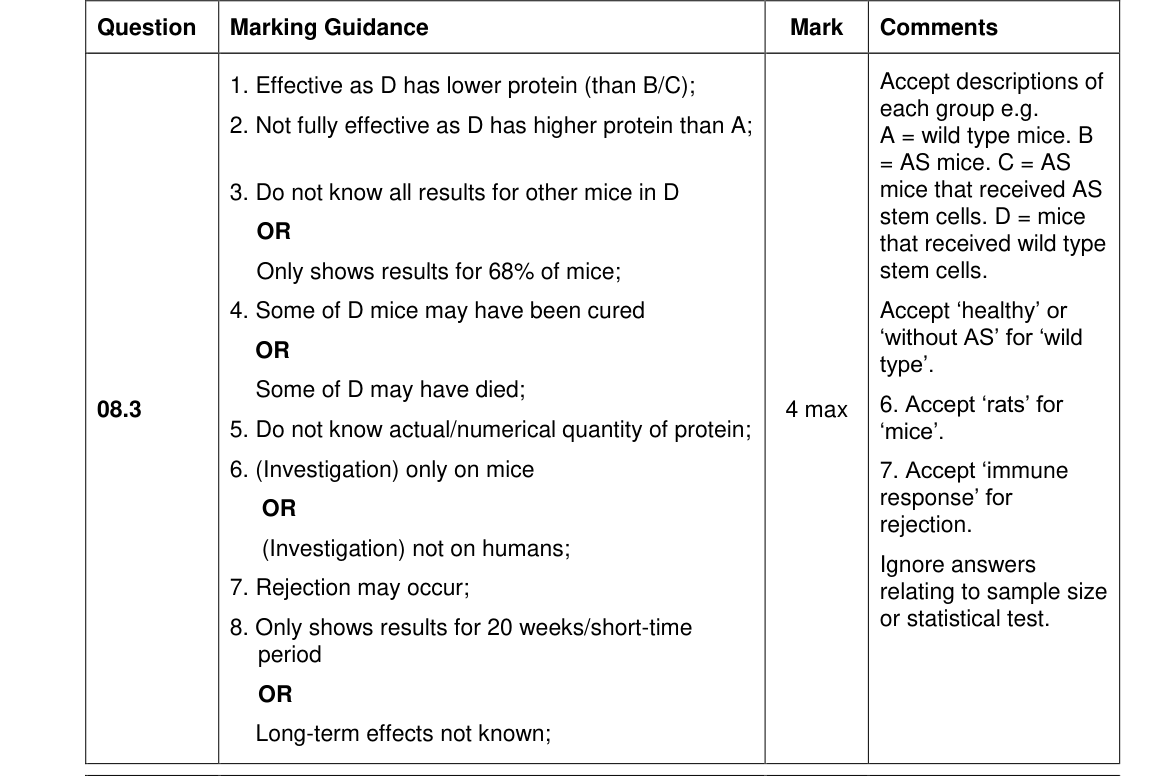 Question Marking Guidance Mark Comments
08.3
1. Effective as D has lower protein (than B/C);
2. Not fully effective as D has higher protein than A;
3. Do not know all results for other mice in D
OR
Only shows results for 68% of mice;
4. Some of D mice may have been cured
OR
Some of D may have died;
5. Do not know actual/numerical quantity of protein;
6. (Investigation) only on mice
OR
(Investigation) not on humans;
7. Rejection may occur;
8. Only shows results for 20 weeks/short-time
period
OR
Long-term effects not known;
4 max
Accept descriptions of
each group e.g.
A = wild type mice. B
= AS mice. C = AS
mice that received AS
stem cells. D = mice
that received wild type
stem cells.
Accept ‘healthy’ or
‘without AS’ for ‘wild
type’.
6. Accept ‘rats’ for
‘mice’.
7. Accept ‘immune
response’ for
rejection.
Ignore answers
relating to sample size
or statistical test.